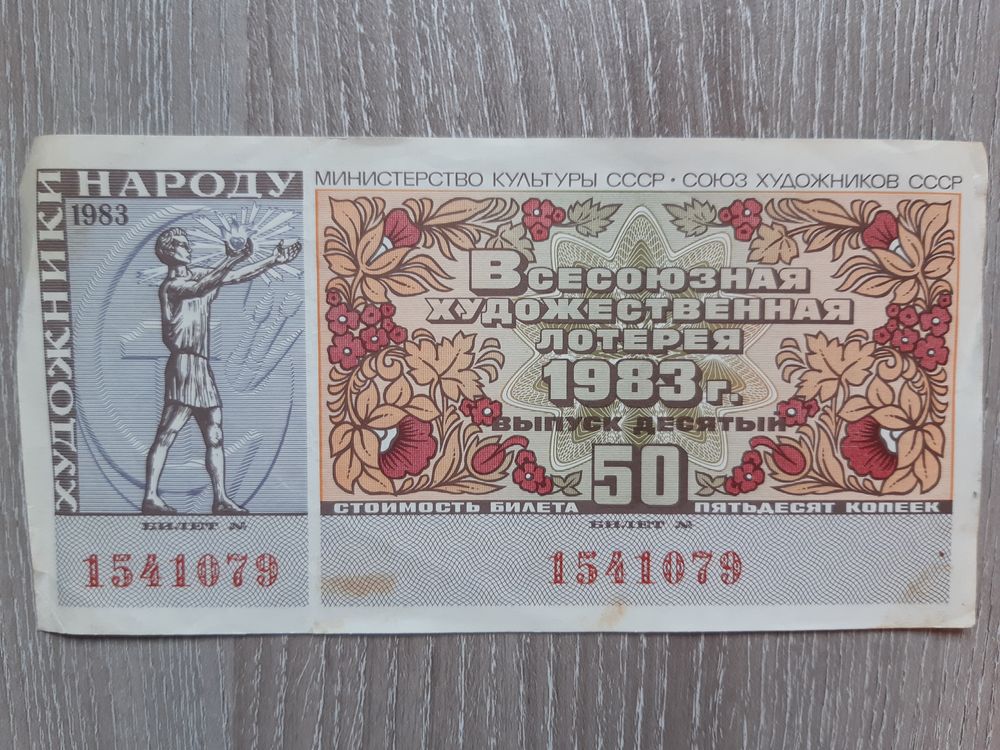 ХУДОЖНИКИ
НАРОДУ
1983
БИЛЕТ №
1541079
МИНИСТЕРСТВО КУЛЬТУРЫ СССР · СОЮЗ ХУДОЖНИКОВ СССР
ВСЕСОЮЗНАЯ
ХУДОЖЕСТВЕННАЯ
ЛОТЕРЕЯ
1983 г.
ВЫПУСК ДЕСЯТЫЙ
50
СТОИМОСТЬ БИЛЕТА ПЯТЬДЕСЯТ КОПЕЕК
БИЛЕТ №
1541079